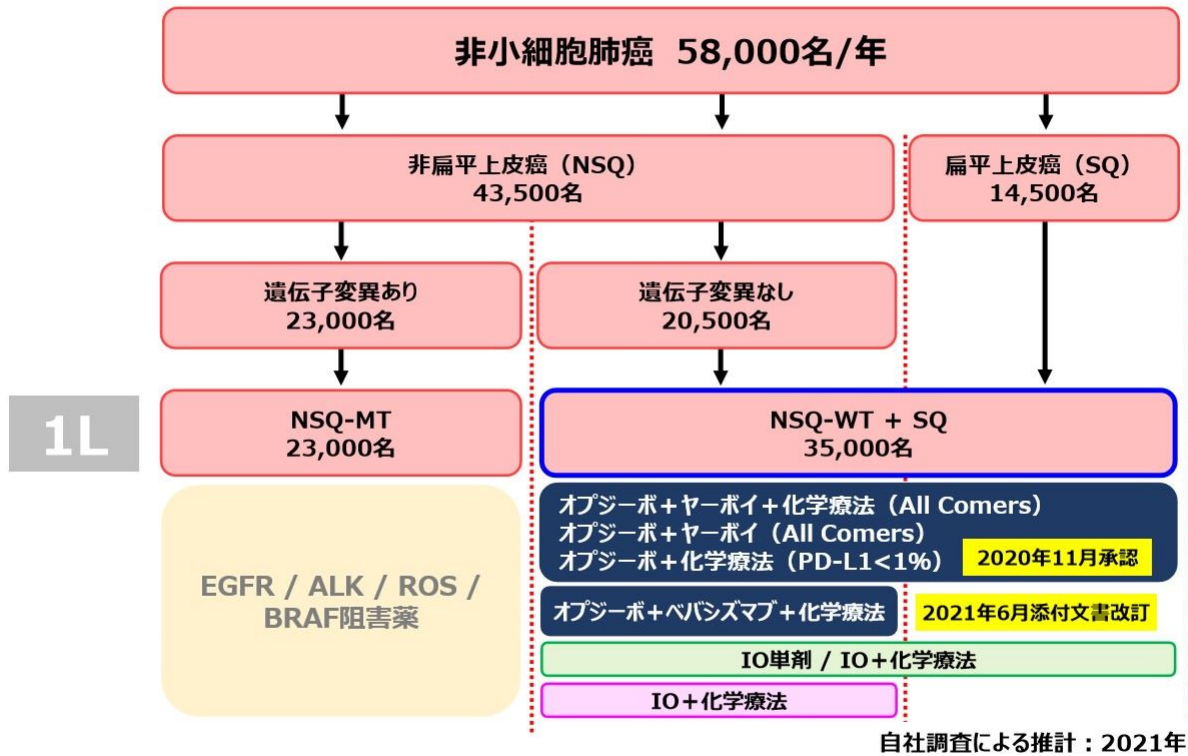 非小細胞肺癌 58,000名/年
非扁平上皮癌（NSQ）
43,500名
扁平上皮癌（SQ）
14,500名
遺伝子変異あり
23,000名
遺伝子変異なし
20,500名
1L
NSQ-MT
23,000名
NSQ-WT + SQ
35,000名
EGFR / ALK / ROS /
BRAF阻害薬
オプジーボ＋ヤーボイ＋化学療法（All Comers）
オプジーボ＋ヤーボイ（All Comers）
オプジーボ＋化学療法（PD-L1<1%）
2020年11月承認
オプジーボ＋ベバシズマブ＋化学療法
2021年6月添付文書改訂
IO単剤 / IO＋化学療法
IO＋化学療法
自社調査による推計：2021年